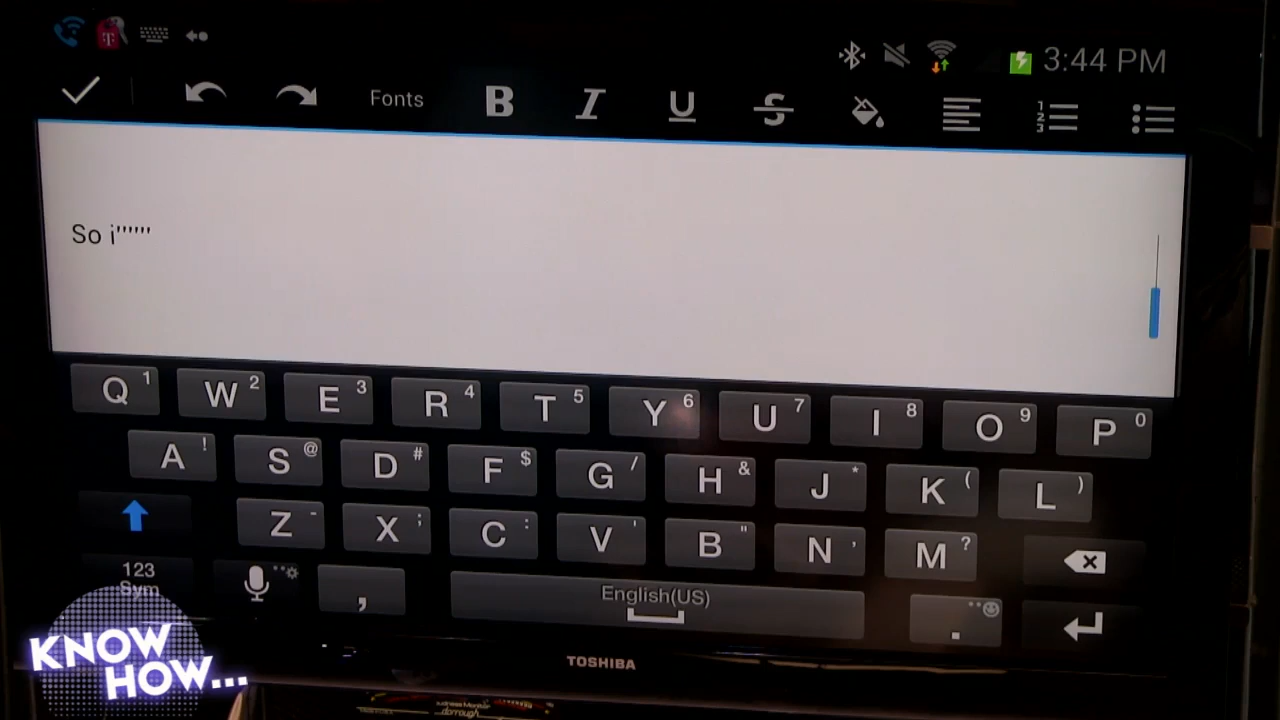 3:44 PM
Fonts B I U S
So i''''''
Q 1 W 2 E 3 R 4 T 5 Y 6 U 7 I 8 O 9 P 0
A ! S @ D # F $ G / H & J * K ( L )
Z - X ; C : V ' B " N , M ?
123
Sym , English(US) .
KNOW
HOW...
TOSHIBA
dorrough